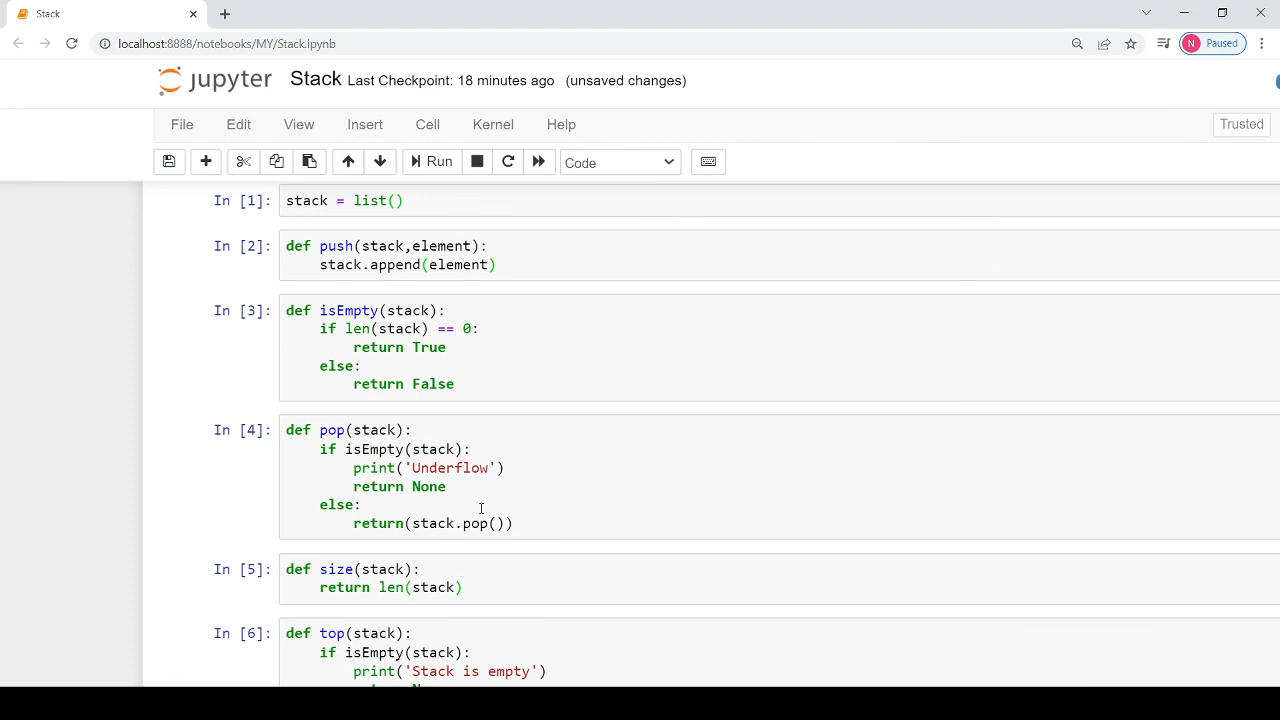 Stack
localhost:8888/notebooks/MY/Stack.ipynb
N Paused
jupyter Stack Last Checkpoint: 18 minutes ago (unsaved changes)
File Edit View Insert Cell Kernel Help
Trusted
Run Code
In [1]: stack = list()
In [2]: def push(stack,element):
stack.append(element)
In [3]: def isEmpty(stack):
if len(stack) == 0:
return True
else:
return False
In [4]: def pop(stack):
if isEmpty(stack):
print('Underflow')
return None
else:
return(stack.pop())
In [5]: def size(stack):
return len(stack)
In [6]: def top(stack):
if isEmpty(stack):
print('Stack is empty')